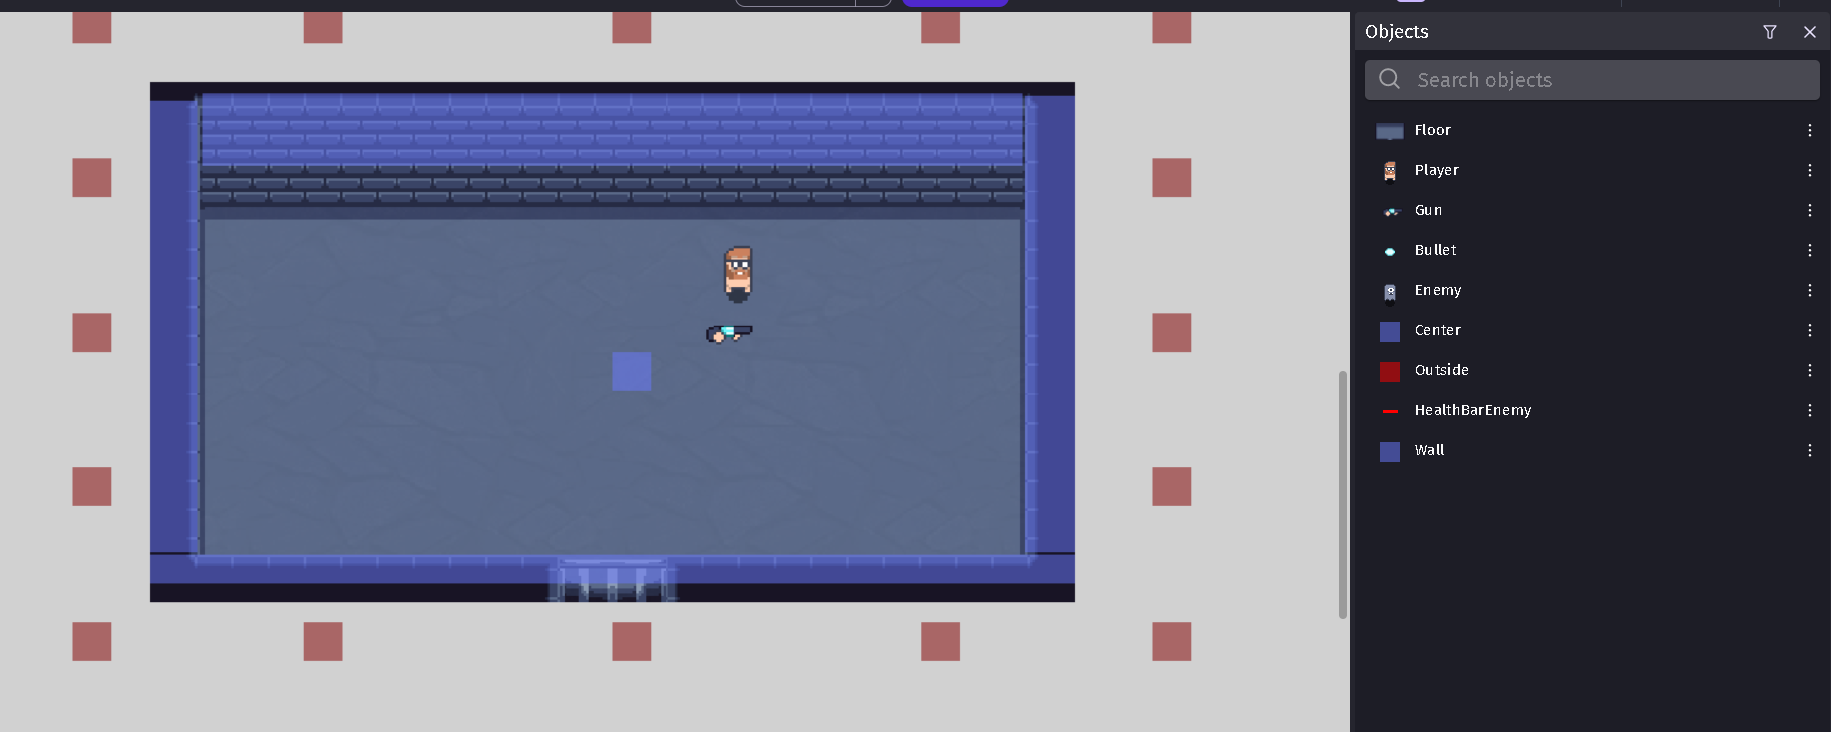 Objects
Search objects
Floor
Player
Gun
Bullet
Enemy
Center
Outside
HealthBarEnemy
Wall